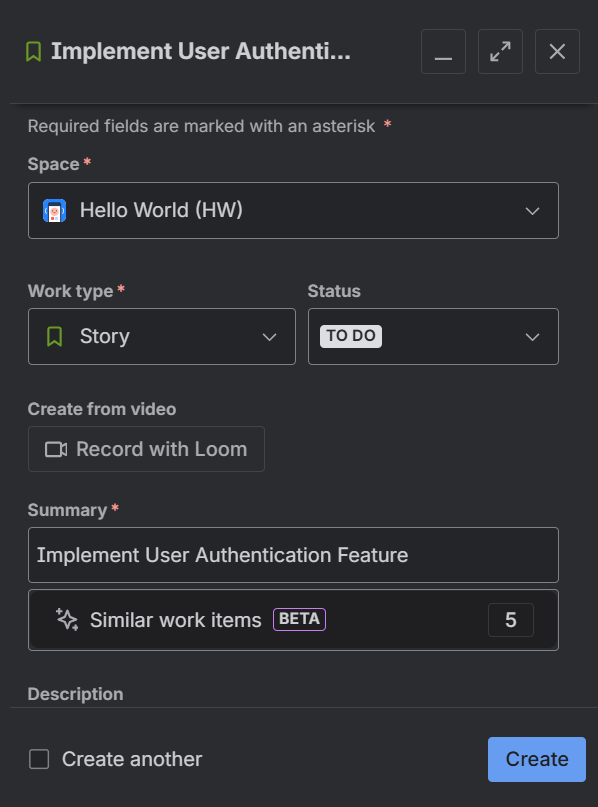 Implement User Authenti...
Required fields are marked with an asterisk *
Space *
Hello World (HW)
Work type * Status
Story TO DO
Create from video
Record with Loom
Summary *
Implement User Authentication Feature
Similar work items BETA 5
Description
Create another Create